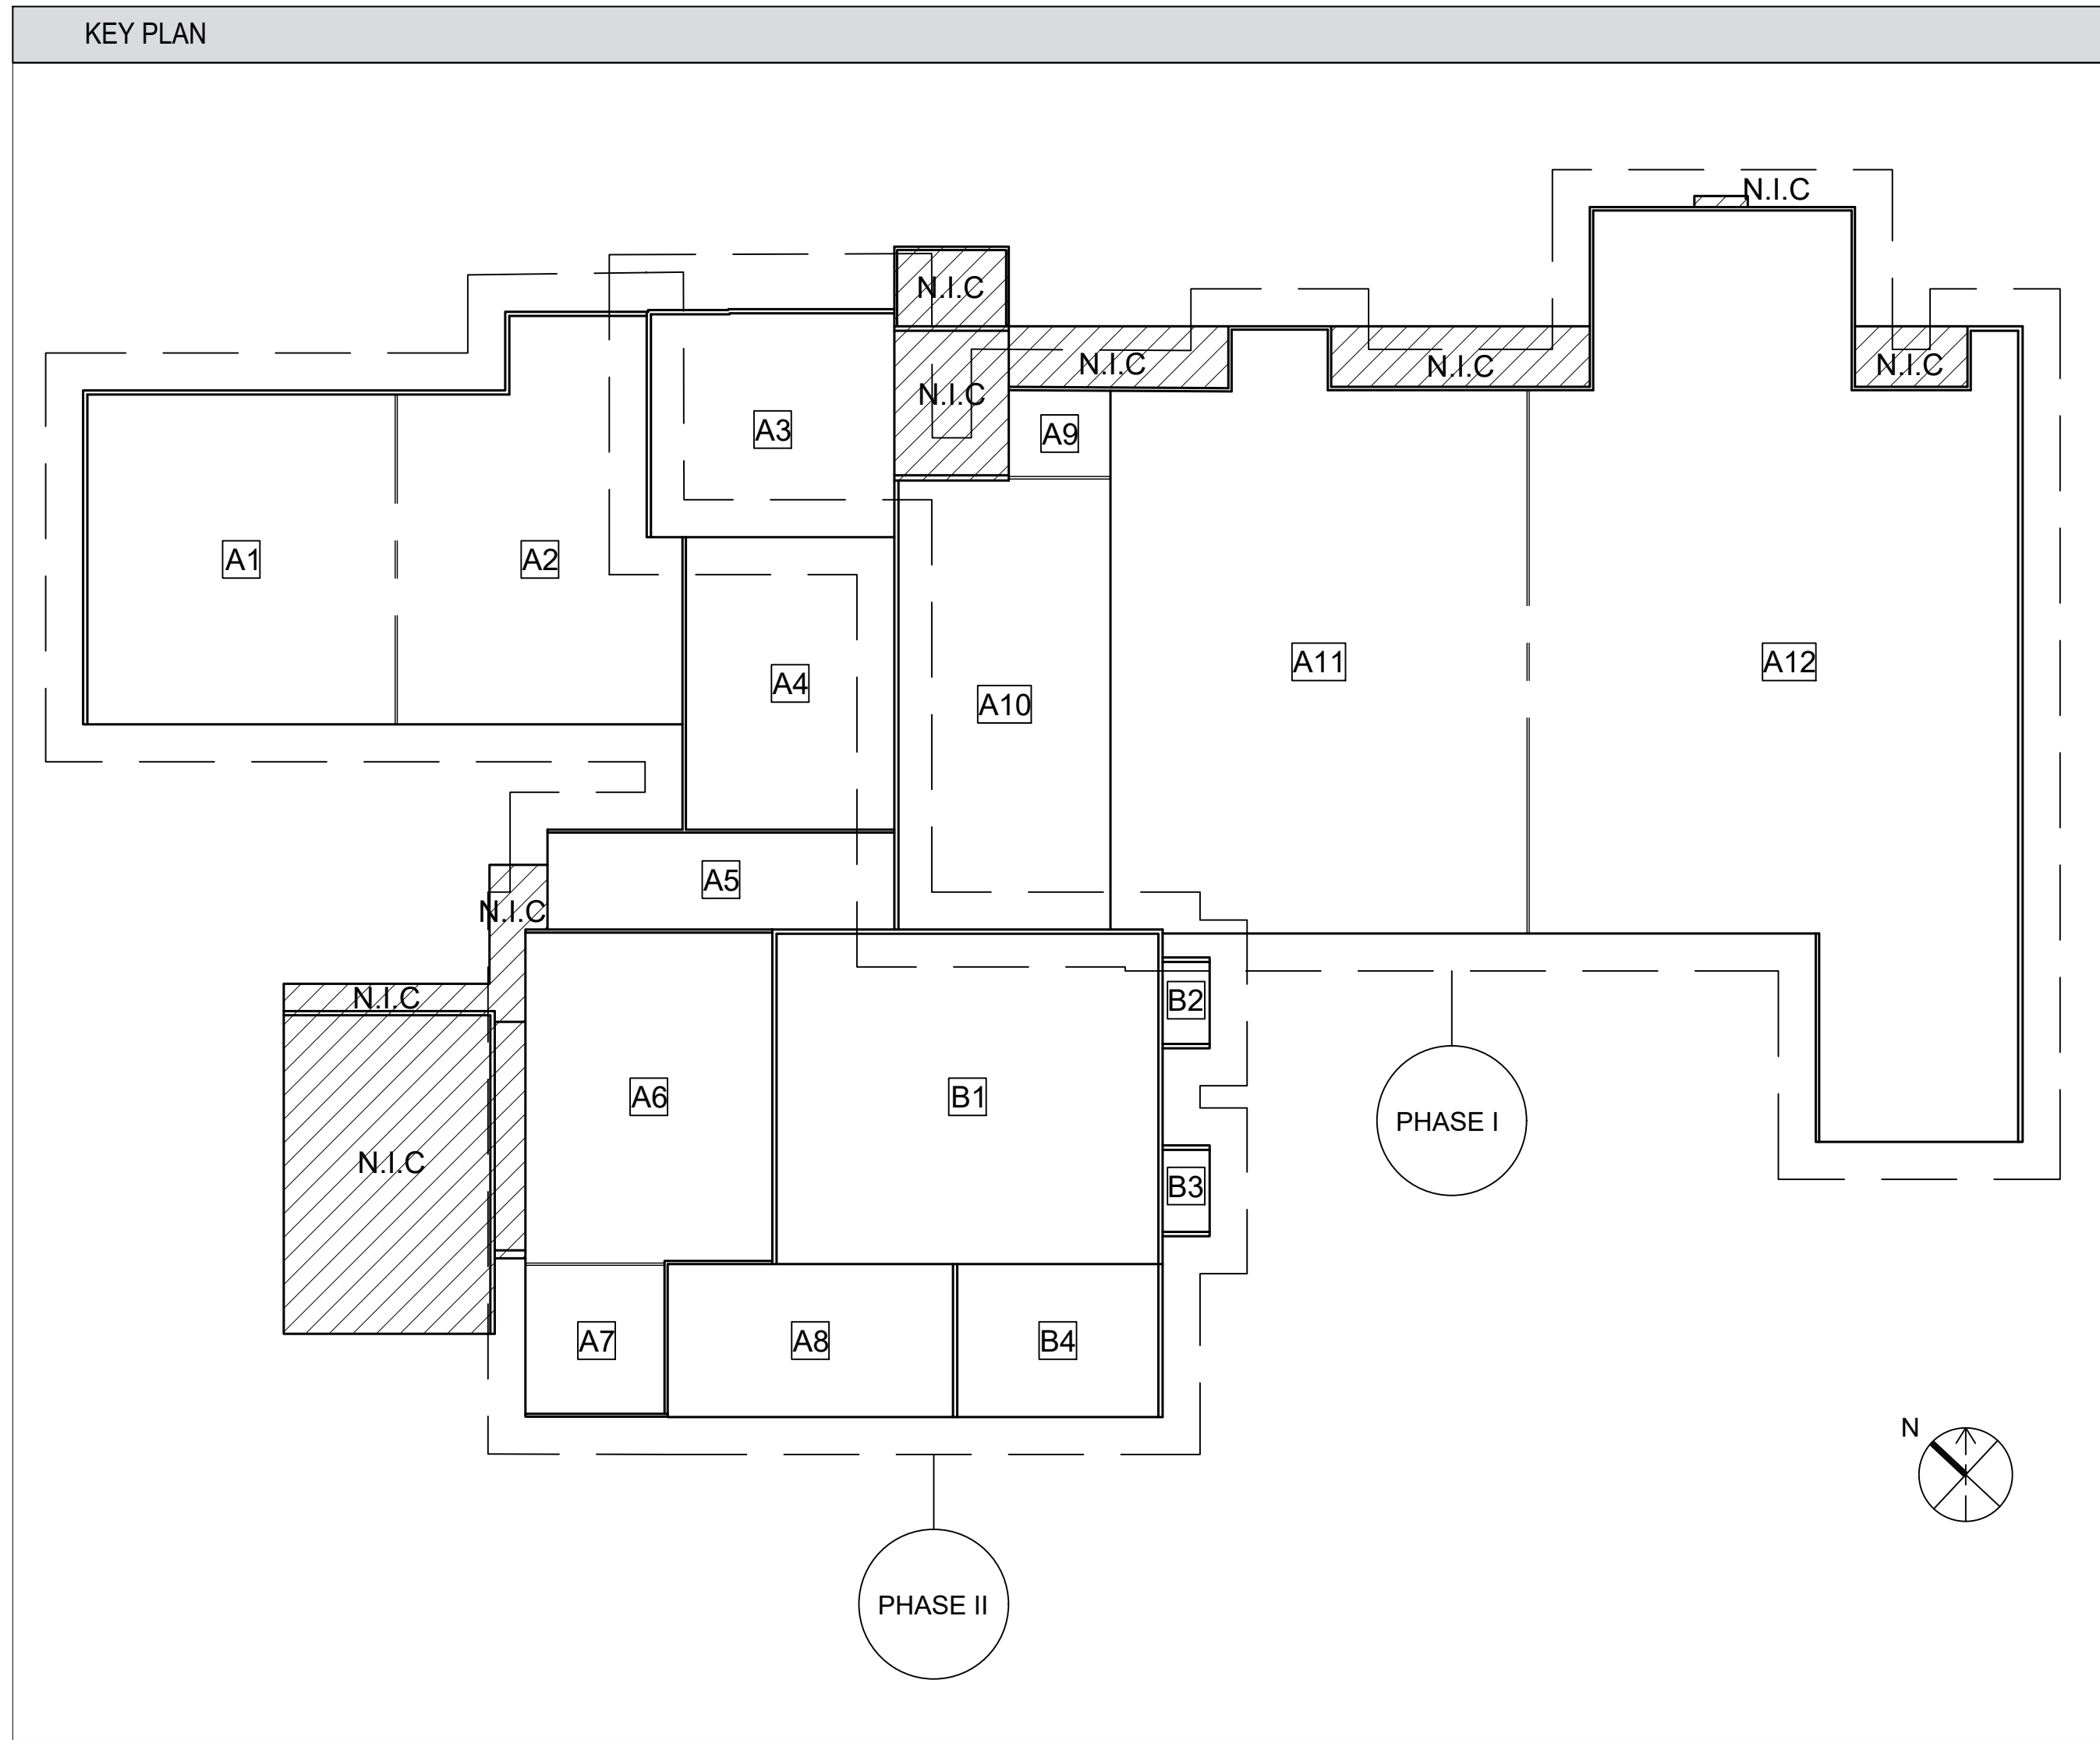 KEY PLAN
N.I.C
N.I.C
N.I.C
N.I.C
N.I.C
N.I.C
A3
A9
A1
A2
A11
A12
A4
A10
A5
N.I.C
N.I.C
B2
A6
B1
PHASE I
N.I.C
B3
A7
A8
B4
N
PHASE II